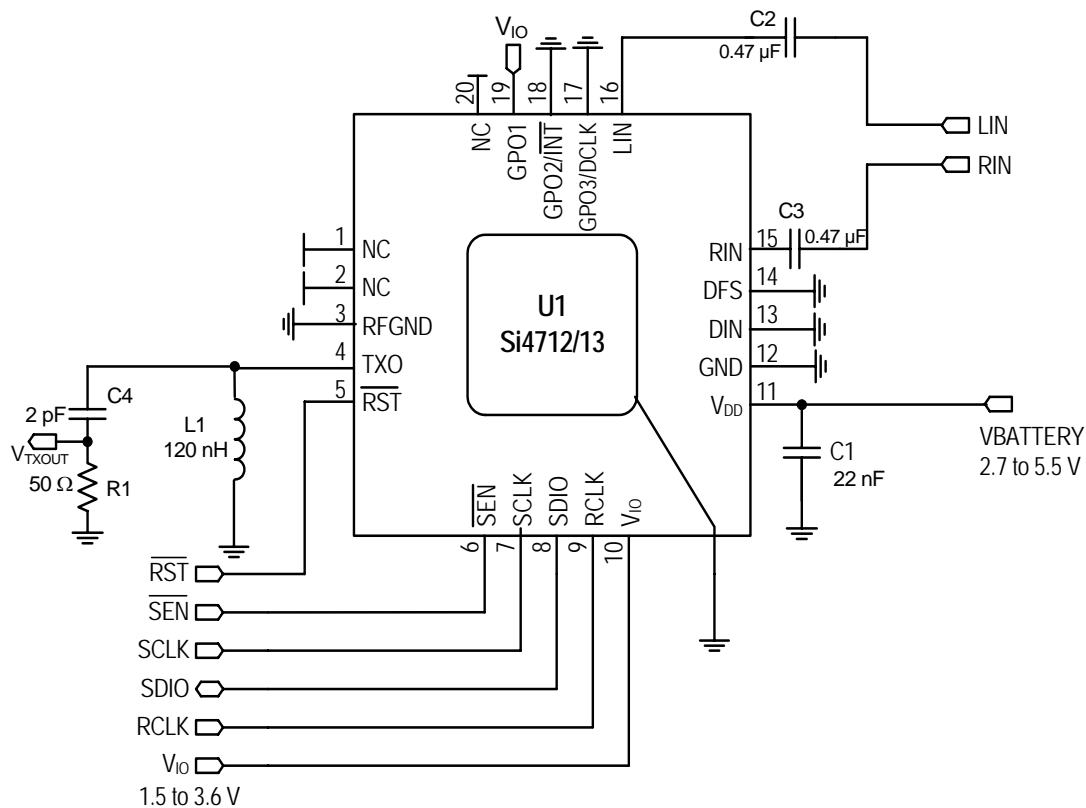 C2
0.47 µF
VIO
20
19
18
17
16
NC
GPO1
GPO2/INT
GPO3/DCLK
LIN
LIN
RIN
C3
0.47 µF
1
NC
2
NC
3
RFGND
4
TXO
5
RST
15
RIN
14
DFS
13
DIN
12
GND
11
VDD
U1
Si4712/13
C4
2 pF
L1
120 nH
VTXOUT
50 Ω
R1
VBATTERY
2.7 to 5.5 V
C1
22 nF
SEN
SCLK
SDIO
RCLK
VIO
6
7
8
9
10
RST
SEN
SCLK
SDIO
RCLK
VIO
1.5 to 3.6 V